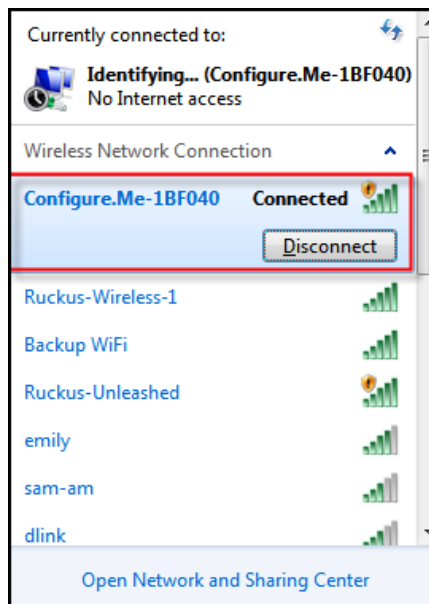 Currently connected to:
Identifying... (Configure.Me-1BF040)
No Internet access
Wireless Network Connection
Configure.Me-1BF040 Connected
Disconnect
Ruckus-Wireless-1
Backup WiFi
Ruckus-Unleashed
emily
sam-am
dlink
Open Network and Sharing Center